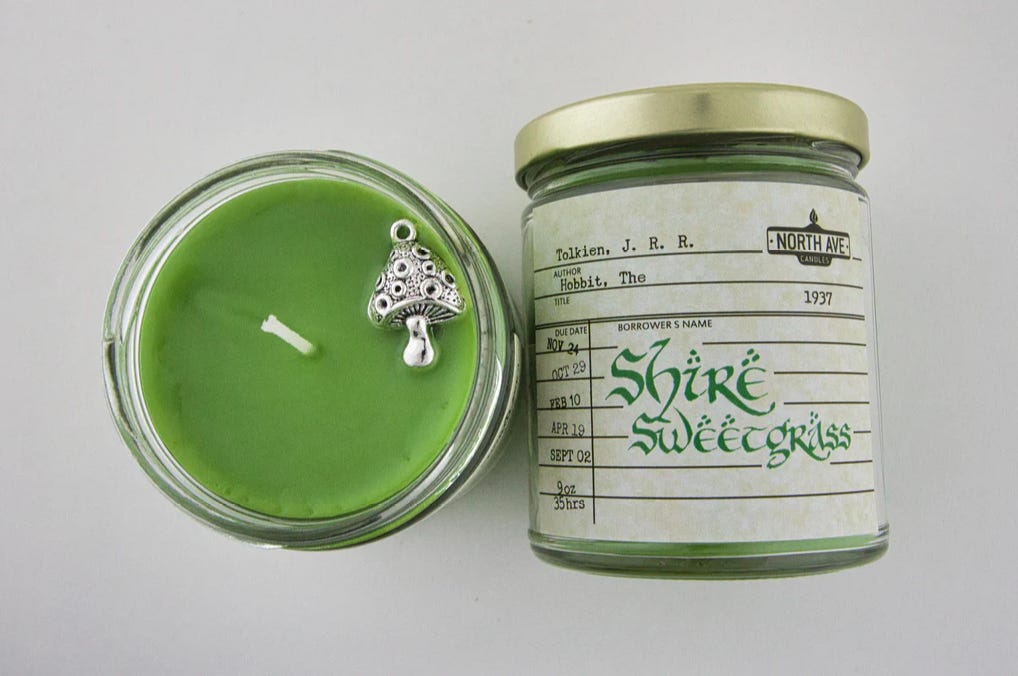 Tolkien, J. R. R.
NORTH AVE
CANDLES
AUTHOR
Hobbit, The
TITLE
1937
DUE DATE
BORROWER'S NAME
NOV 24
OCT 29
FEB 10
APR 19
SEPT 02
Shire
Sweetgrass
9oz
35hrs